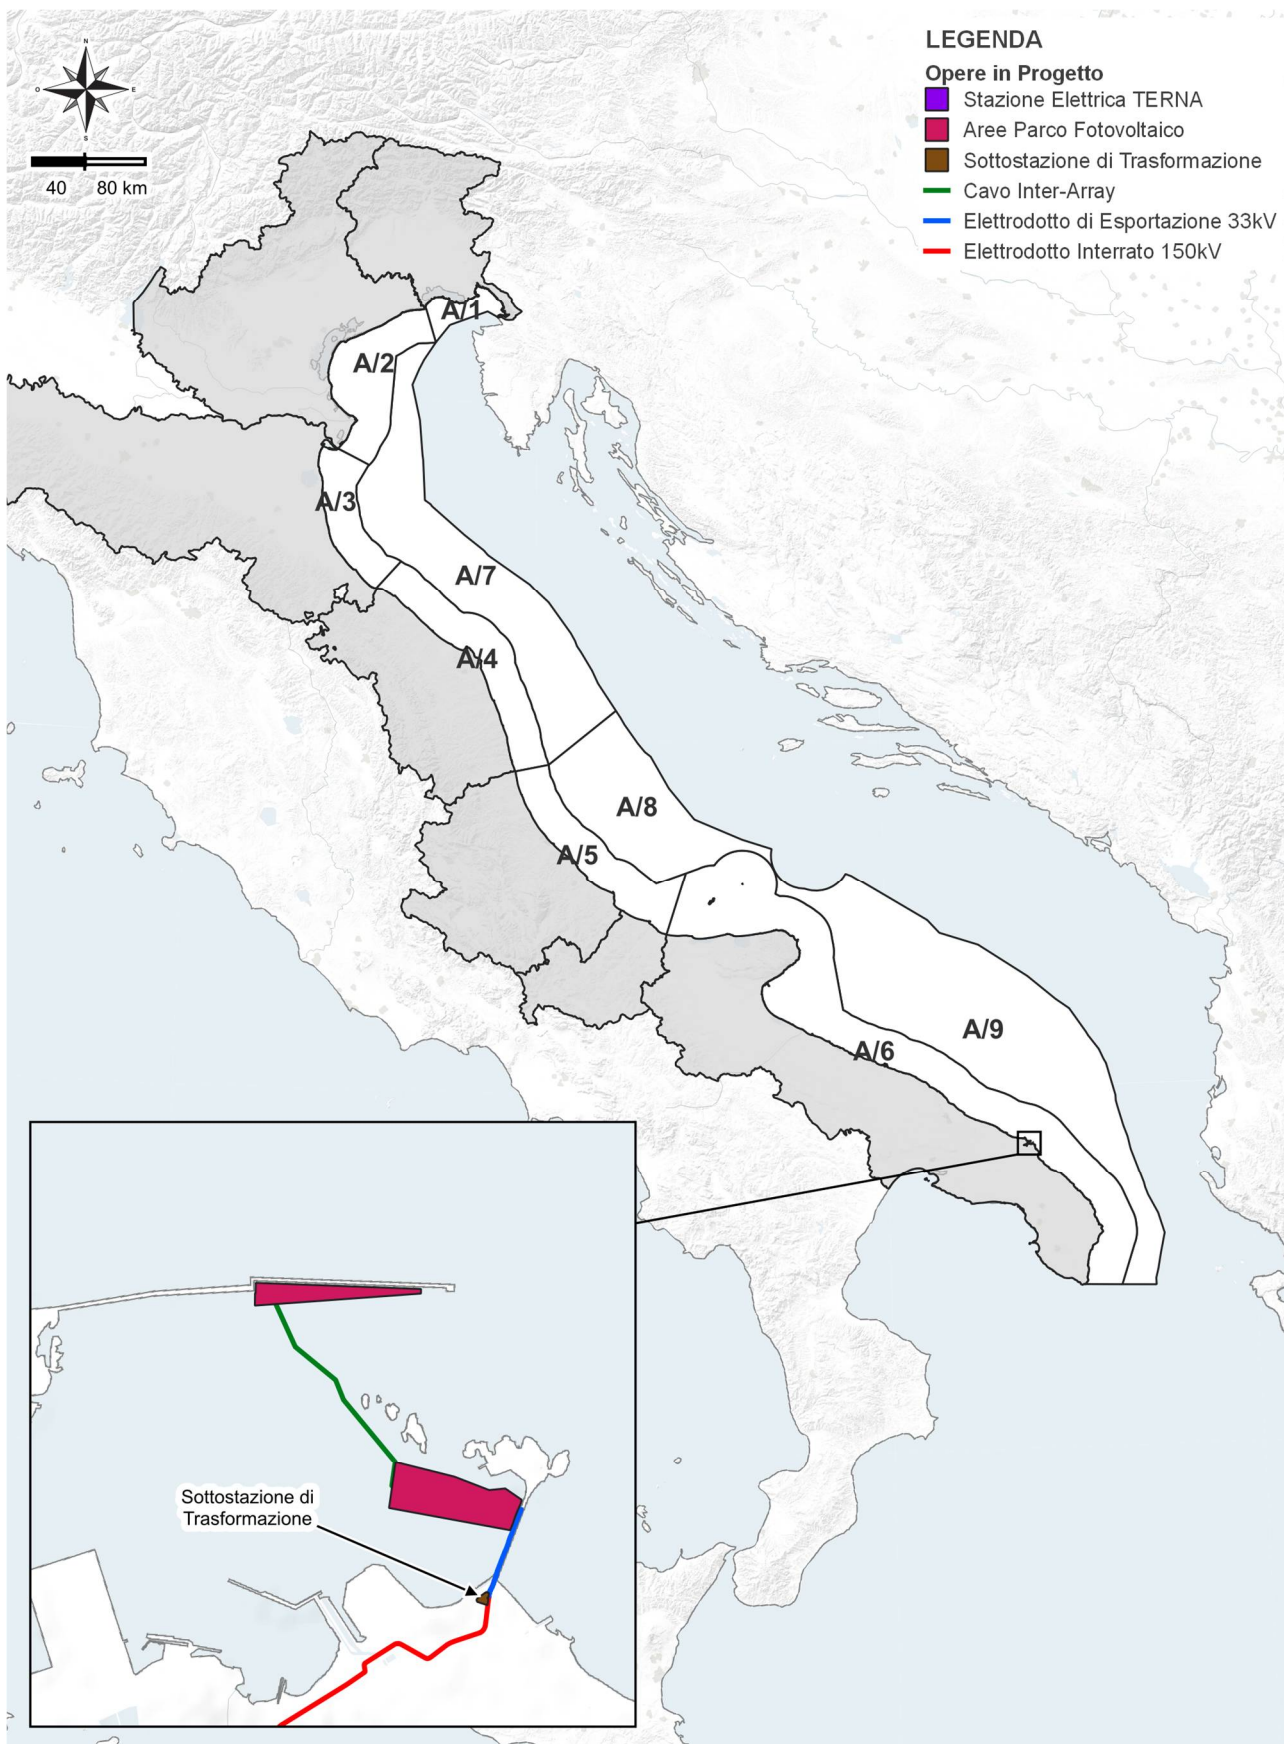 LEGENDA
Opere in Progetto
Stazione Elettrica TERNA
Aree Parco Fotovoltaico
Sottostazione di Trasformazione
Cavo Inter-Array
Elettrodotto di Esportazione 33kV
Elettrodotto Interrato 150kV
N
O
E
S
40 80 km
A/1
A/2
A/3
A/7
A/4
A/8
A/5
A/9
A/6
Sottostazione di
Trasformazione